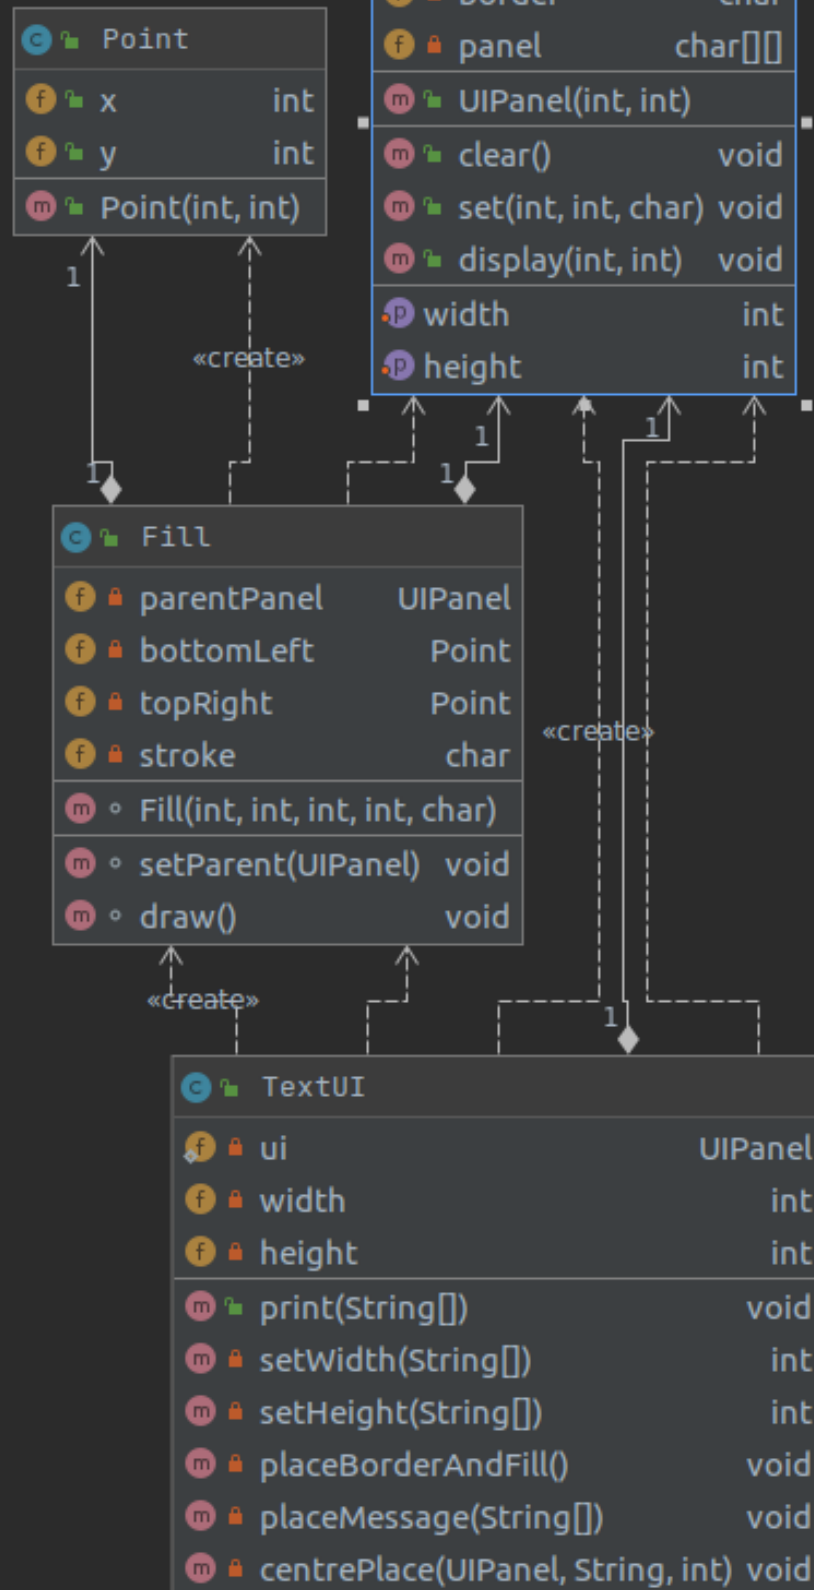 border char
panel char[][]
UIPanel(int, int)
clear() void
set(int, int, char) void
display(int, int) void
p width int
p height int
C Point
f x int
f y int
m Point(int, int)
1
«create»
1
1
1
1
C Fill
f parentPanel UIPanel
f bottomLeft Point
f topRight Point
f stroke char
m Fill(int, int, int, int, char)
m setParent(UIPanel) void
m draw() void
«create»
«create»
1
C TextUI
f ui UIPanel
f width int
f height int
m print(String[]) void
m setWidth(String[]) int
m setHeight(String[]) int
m placeBorderAndFill() void
m placeMessage(String[]) void
m centrePlace(UIPanel, String, int) void